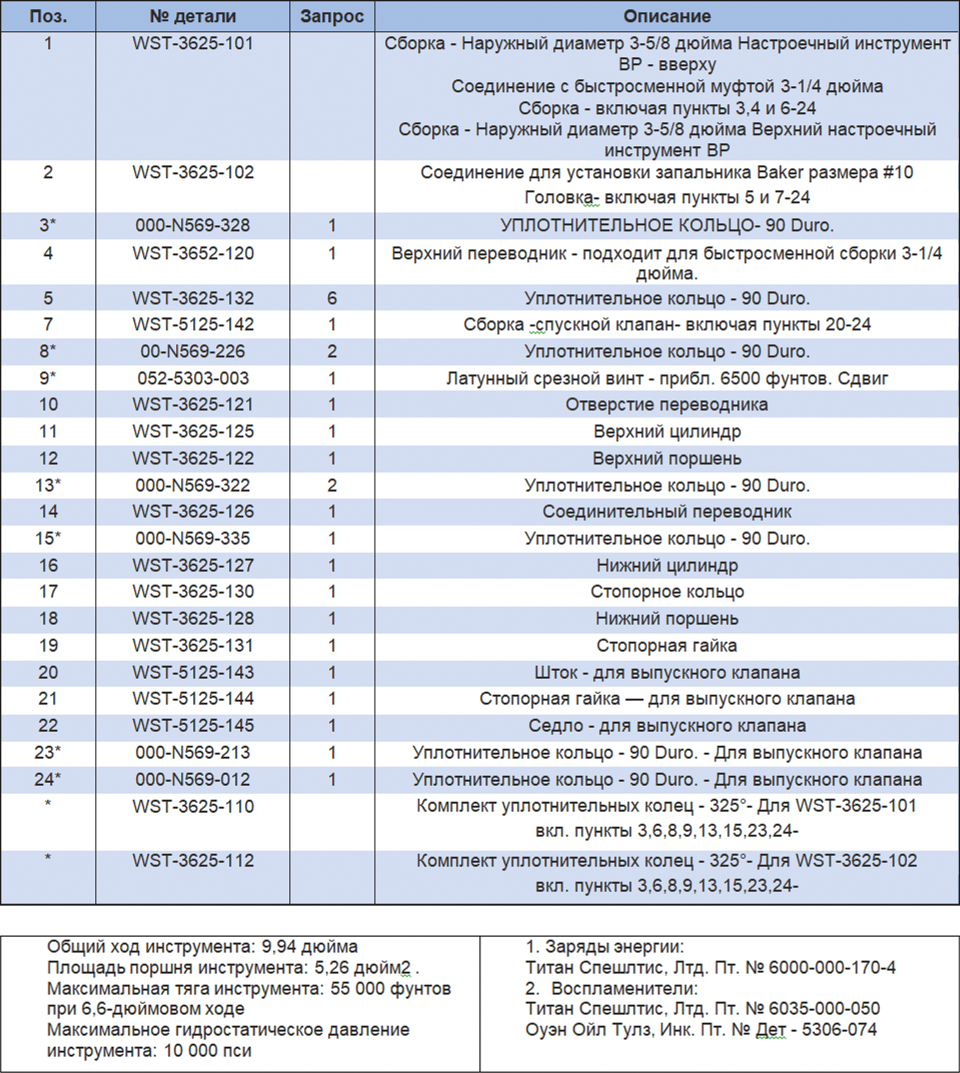 Поз. № детали Запрос Описание
1 WST-3625-101 Сборка - Наружный диаметр 3-5/8 дюйма Настроечный инструмент
ВР - вверху
Соединение с быстросменной муфтой 3-1/4 дюйма
Сборка - включая пункты 3,4 и 6-24
Сборка - Наружный диаметр 3-5/8 дюйма Верхний настроечный
инструмент ВР
2 WST-3625-102 Соединение для установки запальника Baker размера #10
Головка- включая пункты 5 и 7-24
3* 000-N569-328 1 УПЛОТНИТЕЛЬНОЕ КОЛЬЦО- 90 Duro.
4 WST-3652-120 1 Верхний переводник - подходит для быстросменной сборки 3-1/4
дюйма.
5 WST-3625-132 6 Уплотнительное кольцо - 90 Duro.
7 WST-5125-142 1 Сборка -спускной клапан- включая пункты 20-24
8* 00-N569-226 2 Уплотнительное кольцо - 90 Duro.
9* 052-5303-003 1 Латунный срезной винт - прибл. 6500 фунтов. Сдвиг
10 WST-3625-121 1 Отверстие переводника
11 WST-3625-125 1 Верхний цилиндр
12 WST-3625-122 1 Верхний поршень
13* 000-N569-322 2 Уплотнительное кольцо - 90 Duro.
14 WST-3625-126 1 Соединительный переводник
15* 000-N569-335 1 Уплотнительное кольцо - 90 Duro.
16 WST-3625-127 1 Нижний цилиндр
17 WST-3625-130 1 Стопорное кольцо
18 WST-3625-128 1 Нижний поршень
19 WST-3625-131 1 Стопорная гайка
20 WST-5125-143 1 Шток - для выпускного клапана
21 WST-5125-144 1 Стопорная гайка — для выпускного клапана
22 WST-5125-145 1 Седло - для выпускного клапана
23* 000-N569-213 1 Уплотнительное кольцо - 90 Duro. - Для выпускного клапана
24* 000-N569-012 1 Уплотнительное кольцо - 90 Duro. - Для выпускного клапана
* WST-3625-110 Комплект уплотнительных колец - 325°- Для WST-3625-101
вкл. пункты 3,6,8,9,13,15,23,24-
* WST-3625-112 Комплект уплотнительных колец - 325°- Для WST-3625-102
вкл. пункты 3,6,8,9,13,15,23,24-
Общий ход инструмента: 9,94 дюйма
Площадь поршня инструмента: 5,26 дюйм2 .
Максимальная тяга инструмента: 55 000 фунтов
при 6,6-дюймовом ходе
Максимальное гидростатическое давление
инструмента: 10 000 пси
1. Заряды энергии:
Титан Спешлтис, Лтд. Пт. № 6000-000-170-4
2. Воспламенители:
Титан Спешлтис, Лтд. Пт. № 6035-000-050
Оуэн Ойл Тулз, Инк. Пт. № Дет - 5306-074